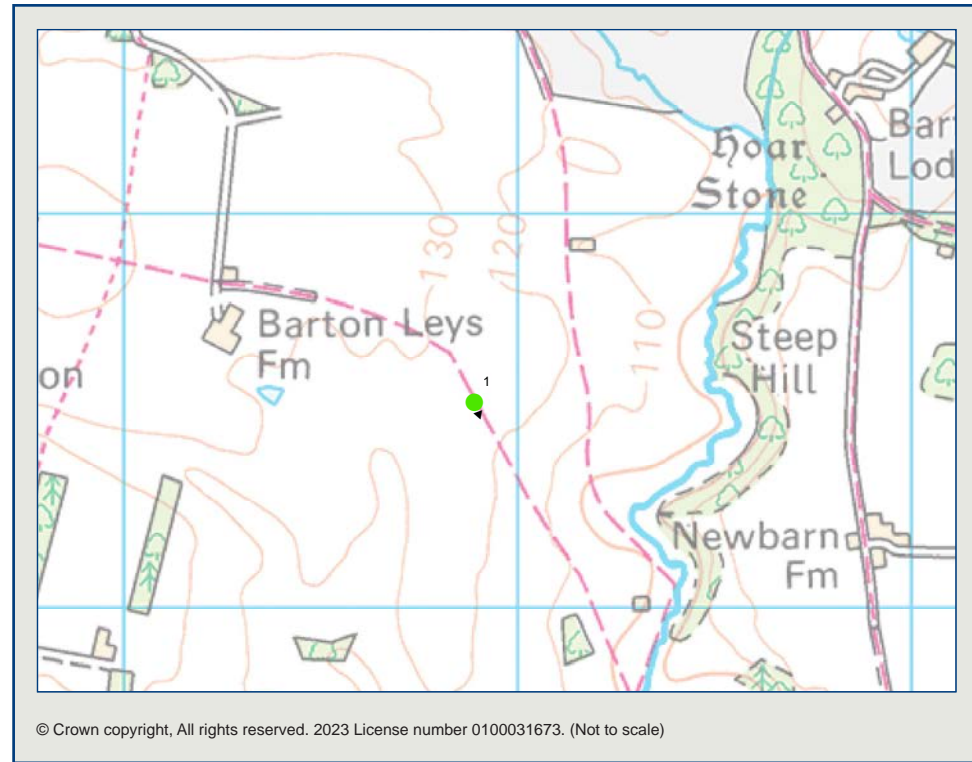 Hoar
Stone
Bar
Lod
130
120
110
Barton Leys
Fm
on
1
Steep
Hill
Newbarn
Fm
© Crown copyright, All rights reserved. 2023 License number 0100031673. (Not to scale)